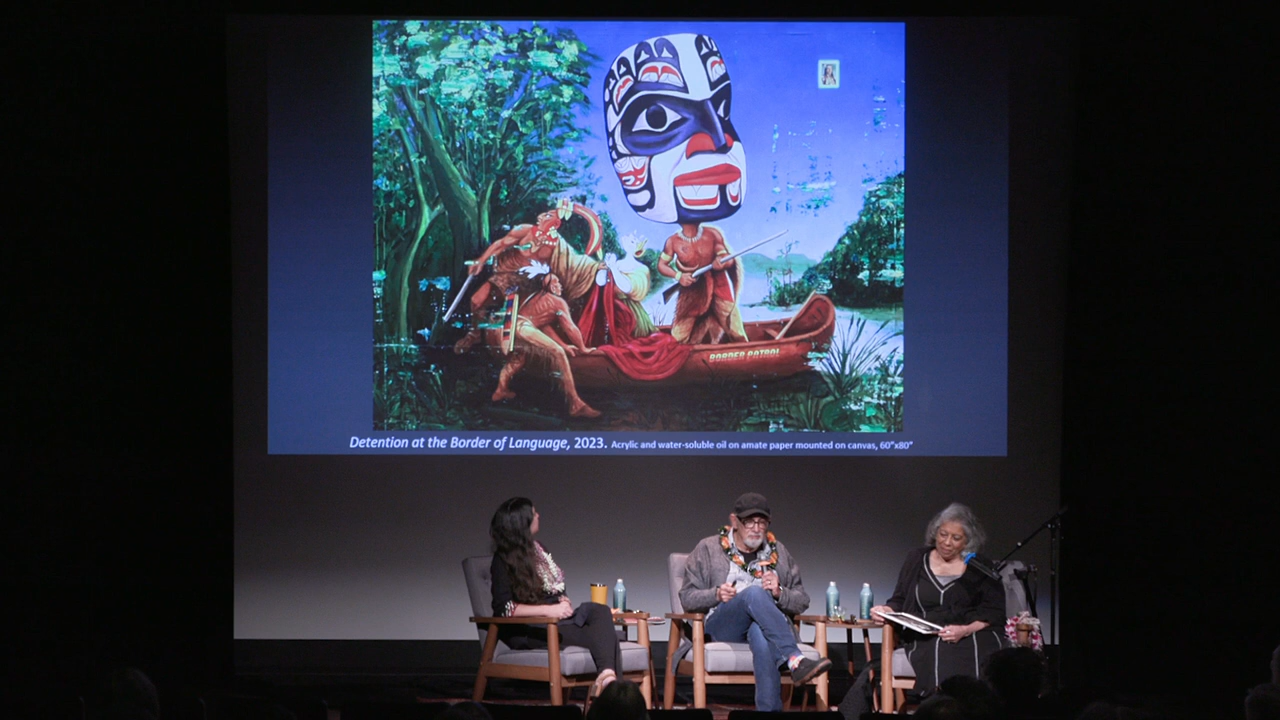 BORDER PATROL
Detention at the Border of Language, 2023. Acrylic and water-soluble oil on amate paper mounted on canvas, 60"x80"